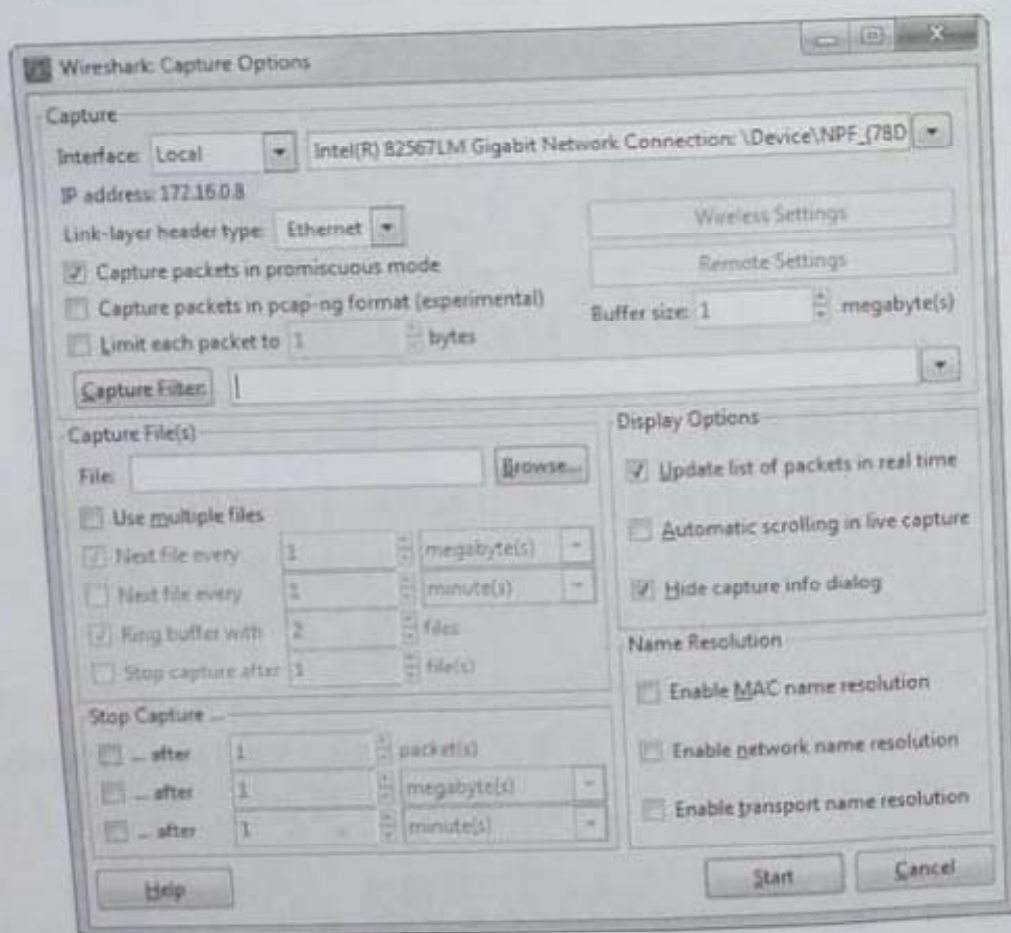 Wireshark: Capture Options
Capture
Interface: Local Intel(R) 82567LM Gigabit Network Connection: \Device\NPF_{78D
IP address: 172.16.0.8
Link-layer header type: Ethernet
Wireless Settings
Capture packets in promiscuous mode
Remote Settings
Capture packets in pcap-ng format (experimental)
Buffer size: 1 megabyte(s)
Limit each packet to 1 bytes
Capture Filter:
Capture File(s)
File: Browse...
Use multiple files
Next file every 1 megabyte(s)
Next file every 1 minute(s)
Ring buffer with 2 files
Stop capture after 1 file(s)
Display Options
Update list of packets in real time
Automatic scrolling in live capture
Hide capture info dialog
Stop Capture ...
... after 1 packet(s)
... after 1 megabyte(s)
... after 1 minute(s)
Name Resolution
Enable MAC name resolution
Enable network name resolution
Enable transport name resolution
Help Start Cancel